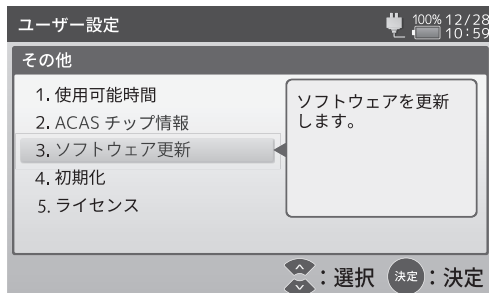 ユーザー設定
100% 12/28
10:59
その他
1. 使用可能時間
2. ACAS チップ情報
3. ソフトウェア更新
4. 初期化
5. ライセンス
ソフトウェアを更新
します。
：選択 決定：決定